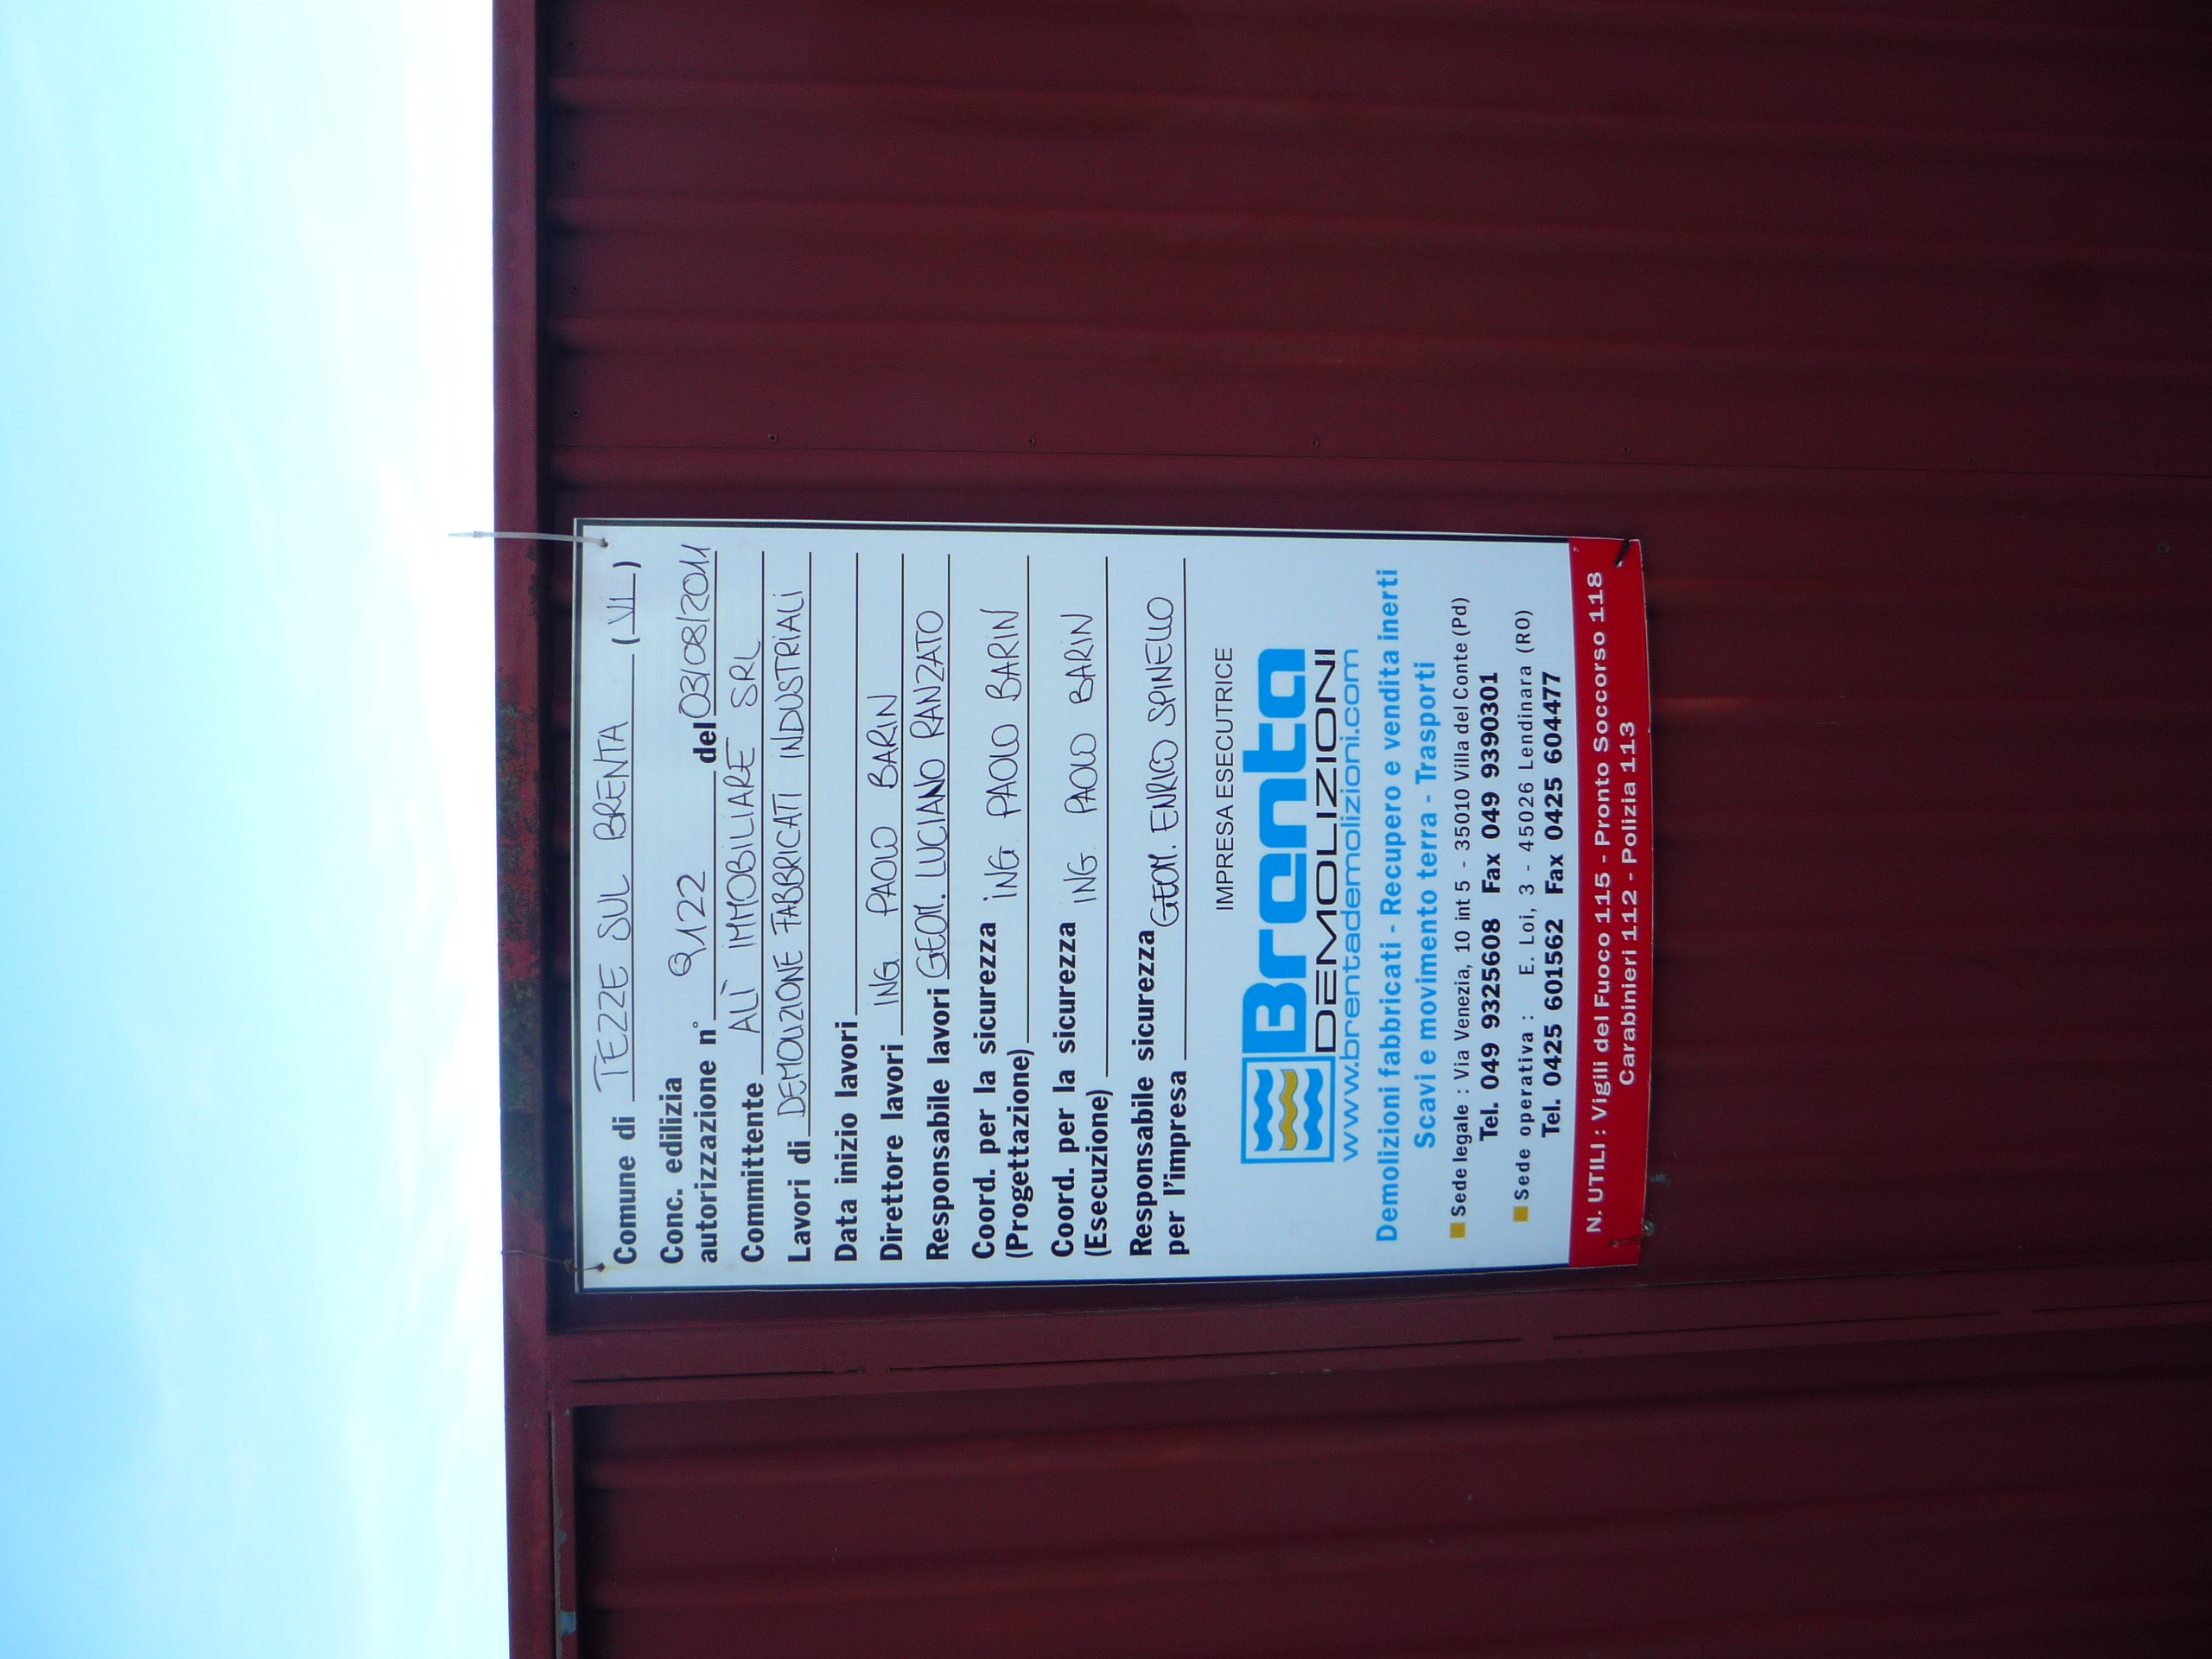 Comune di TEZZE SUL BRENTA (VI)
Conc. edilizia
autorizzazione n° 9122 del 03/08/2011
Committente ALÌ IMMOBILIARE SRL
Lavori di DEMOLIZIONE FABBRICATI INDUSTRIALI
Data inizio lavori
Direttore lavori ING PAOLO BARIN
Responsabile lavori GEOM. LUCIANO RANZATO
Coord. per la sicurezza ING PAOLO BARIN
(Progettazione)
Coord. per la sicurezza ING. PAOLO BARIN
(Esecuzione)
Responsabile sicurezza GEOM. ENRICO SPINELLO
per l'impresa
IMPRESA ESECUTRICE
Brenta
DEMOLIZIONI
www.brentademolizioni.com
Demolizioni fabbricati - Recupero e vendita inerti
Scavi e movimento terra - Trasporti
Sede legale : Via Venezia, 10 int 5 - 35010 Villa del Conte (Pd)
Tel. 049 9325608 Fax 049 9390301
Sede operativa : E. Loi, 3 - 45026 Lendinara (RO)
Tel. 0425 601562 Fax 0425 604477
N. UTILI : Vigili del Fuoco 115 - Pronto Soccorso 118
Carabinieri 112 - Polizia 113